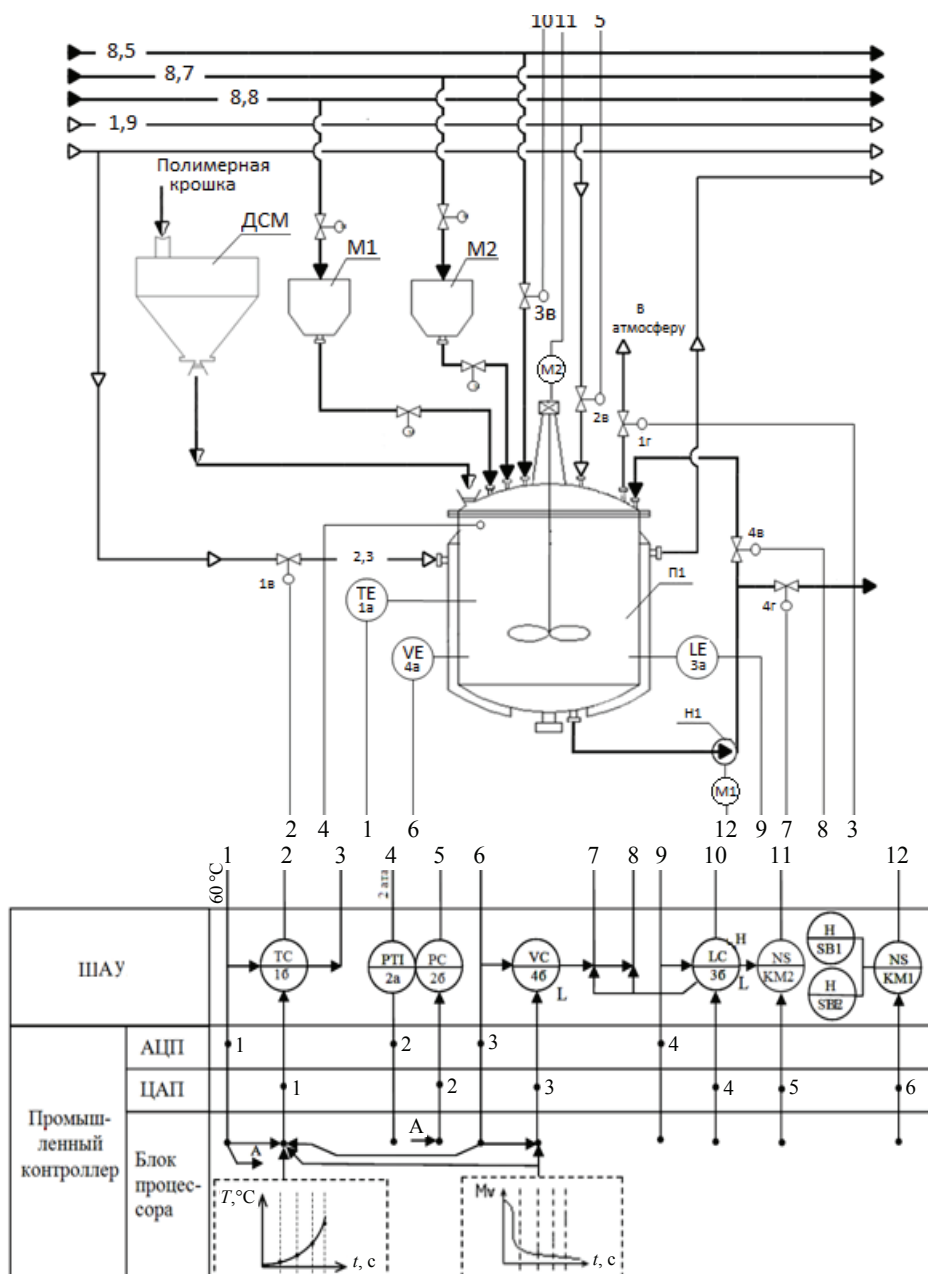 10 11 5
8,5
8,7
8,8
1,9
Полимерная
крошка
ДСМ
М1
М2
3в
В
атмосферу
М2
2в
1г
4в
2,3
1в
П1
4г
TE
1а
VE
4а
LE
3а
Н1
М1
2 4 1 6 12 9 7 8 3
1 2 3 4 5 6 7 8 9 10 11 12
60 °C
2 ата
ШАУ
TC
1б
PTI
2а
PC
2б
VC
4б
L
LC
3б
H
L
NS
KM2
H
SB1
H
NS
KM1
АЦП
1 2 3 4
ЦАП
1 2 3 4 5 6
Промыш-
ленный
контроллер
Блок
процес-
сора
A
A
T,°C
t, с
Mv
t, с